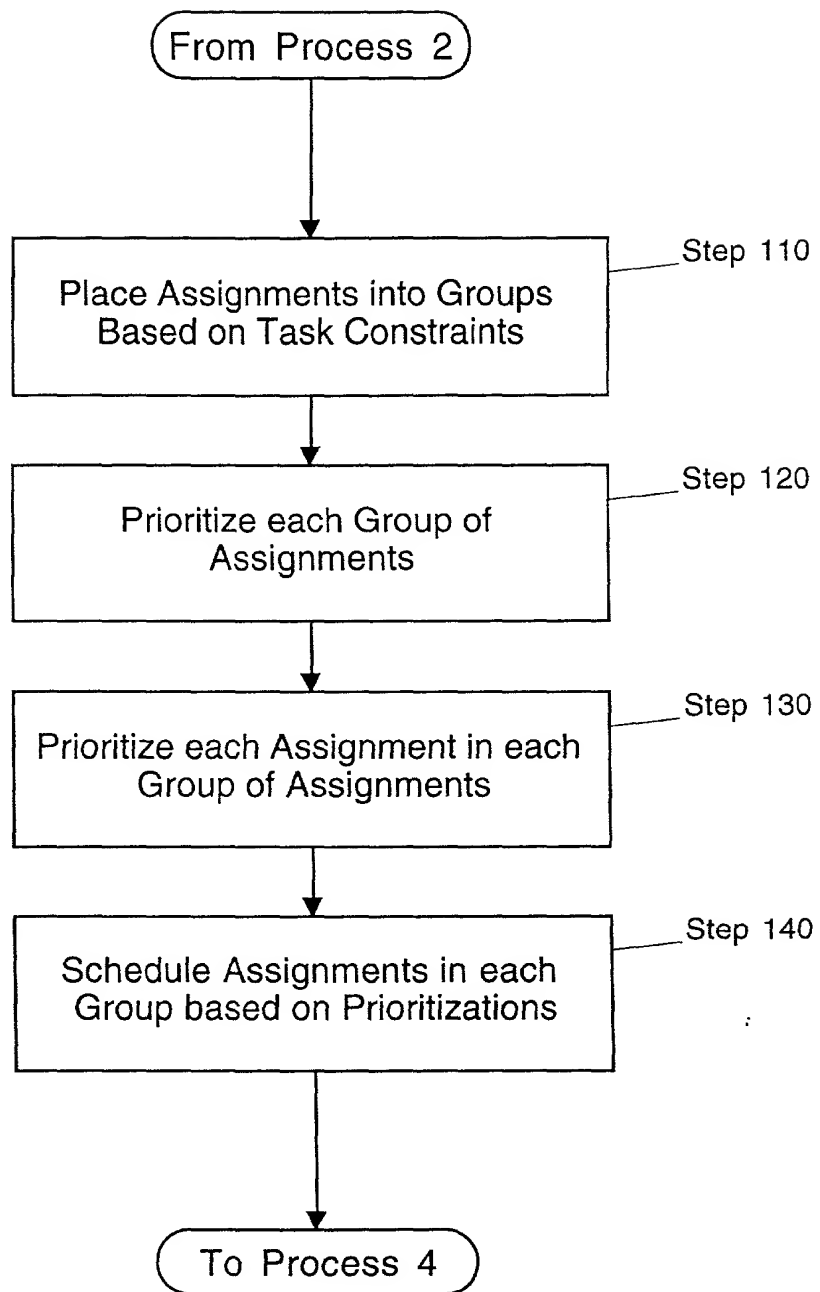 From Process 2
Step 110
Place Assignments into Groups
Based on Task Constraints
Step 120
Prioritize each Group of
Assignments
Step 130
Prioritize each Assignment in each
Group of Assignments
Step 140
Schedule Assignments in each
Group based on Prioritizations
To Process 4